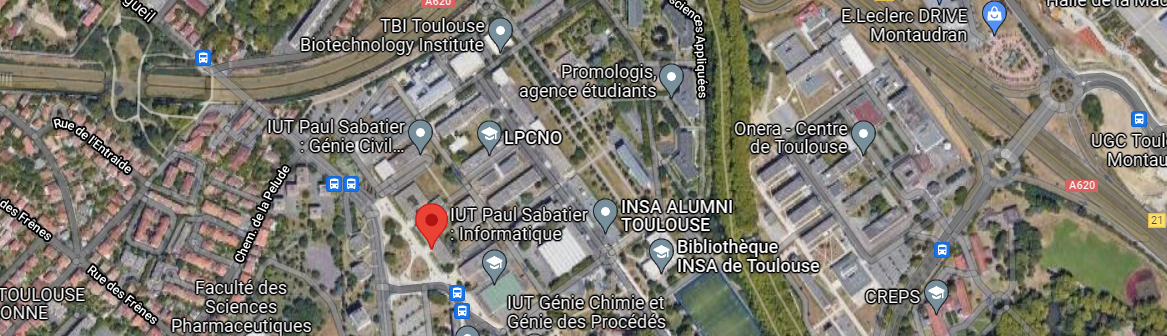 A620
E.Leclerc DRIVE
Montaudran
TBI Toulouse
Biotechnology Institute
Promologis,
agence étudiants
sciences Appliquées
Rue de l'Entraide
IUT Paul Sabatier
: Génie Civil...
LPCNO
Onera - Centre
de Toulouse
UGC Toul
Montau
A620
Chem. de la Pelude
des Frênes
IUT Paul Sabatier
: Informatique
INSA ALUMNI
TOULOUSE
21
Bibliothèque
INSA de Toulouse
Rue des Frênes
TOULOUSE
ONNE
Faculté des
Sciences
Pharmaceutiques
IUT Génie Chimie et
Génie des Procédés
CREPS